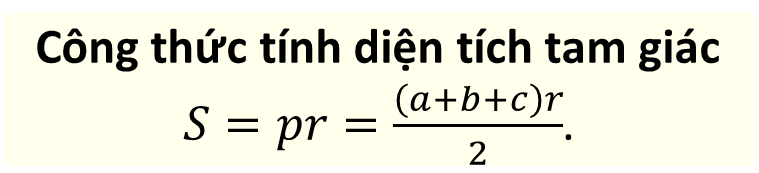 Công thức tính diện tích tam giác
S = pr = (a+b+c)r / 2.